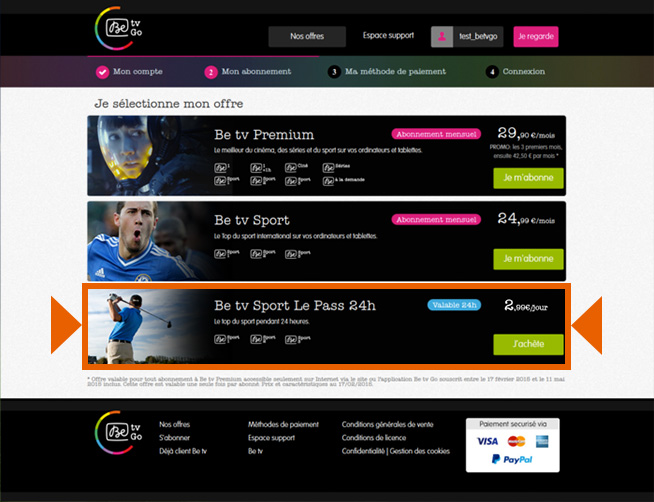 Be tv Go
Nos offres
Espace support
test_betvgo
Je regarde
Mon compte
2 Mon abonnement
3 Ma méthode de paiement
4 Connexion
Je sélectionne mon offre
Be tv Premium
Abonnement mensuel
29,90 €/mois
Le meilleur du cinéma, des séries et du sport sur vos ordinateurs et tablettes.
PROMO: les 3 premiers mois,
ensuite 42,50 € par mois *
Be 1 Be 1 +1h Be Ciné Be Séries
Be Sport 1 Be Sport 2 Be Sport 3 Be à la demande
Je m'abonne
Be tv Sport
Abonnement mensuel
24,99 €/mois
Le Top du sport international sur vos ordinateurs et tablettes.
Be Sport Be Sport Be Sport
Je m'abonne
Be tv Sport Le Pass 24h
Valable 24h
2,99€/jour
Le top du sport pendant 24 heures.
Be Sport Be Sport Be Sport
J'achète
* Offre valable pour tout abonnement à Be tv Premium accessible seulement sur Internet via le site ou l'application Be tv Go souscrit entre le 17 février 2015 et le 11 mai
2015 inclus. Cette offre est valable une seule fois par abonné. Prix et caractéristiques au 17/02/2015.
Be tv Go
Nos offres
S'abonner
Déjà client Be tv
Méthodes de paiement
Espace support
Be tv
Conditions générales de vente
Conditions de licence
Confidentialité | Gestion des cookies
Paiement securisé via
VISA MasterCard
PayPal